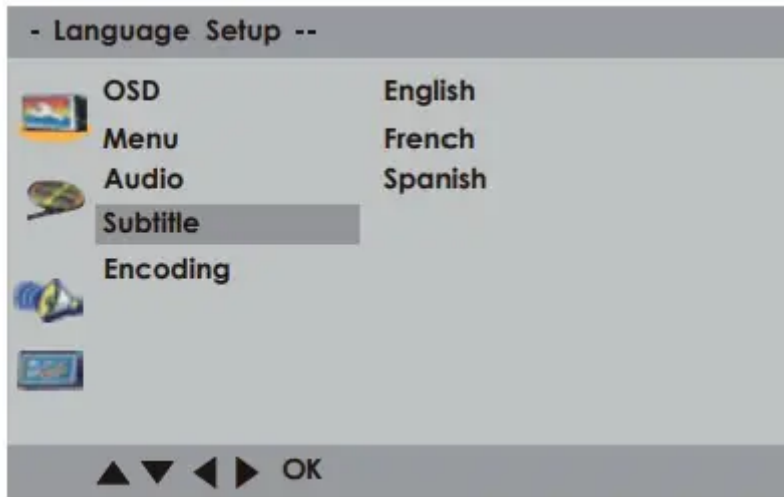 - Language Setup --
OSD English
Menu French
Audio Spanish
Subtitle
Encoding
OK